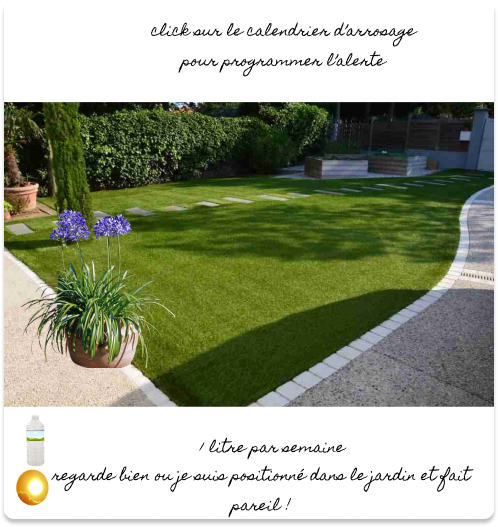 click sur le calendrier d'arrosage
pour programmer l'alerte
1 litre par semaine
regarde bien ou je suis positionné dans le jardin et fait
pareil !